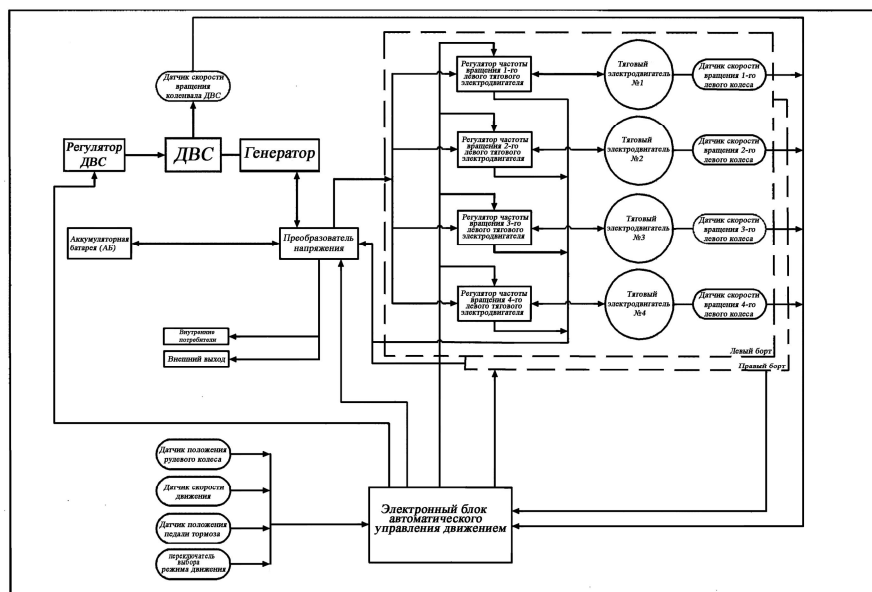 Датчик скорости
вращения
коленвала ДВС
Регулятор
ДВС
ДВС
Генератор
Аккумуляторная
батарея (АБ)
Преобразователь
напряжения
Внутренние
потребители
Внешний выход
Регулятор частоты
вращения 1-го
левого тягового
электродвигателя
Тяговый
электродвигатель
№1
Датчик скорости
вращения 1-го
левого колеса
Регулятор частоты
вращения 2-го
левого тягового
электродвигателя
Тяговый
электродвигатель
№2
Датчик скорости
вращения 2-го
левого колеса
Регулятор частоты
вращения 3-го
левого тягового
электродвигателя
Тяговый
электродвигатель
№3
Датчик скорости
вращения 3-го
левого колеса
Регулятор частоты
вращения 4-го
левого тягового
электродвигателя
Тяговый
электродвигатель
№4
Датчик скорости
вращения 4-го
левого колеса
Левый борт
Правый борт
Датчик положения
рулевого колеса
Датчик скорости
движения
Датчик положения
педали тормоза
переключатель
выбора
режима движения
Электронный блок
автоматического
управления движением